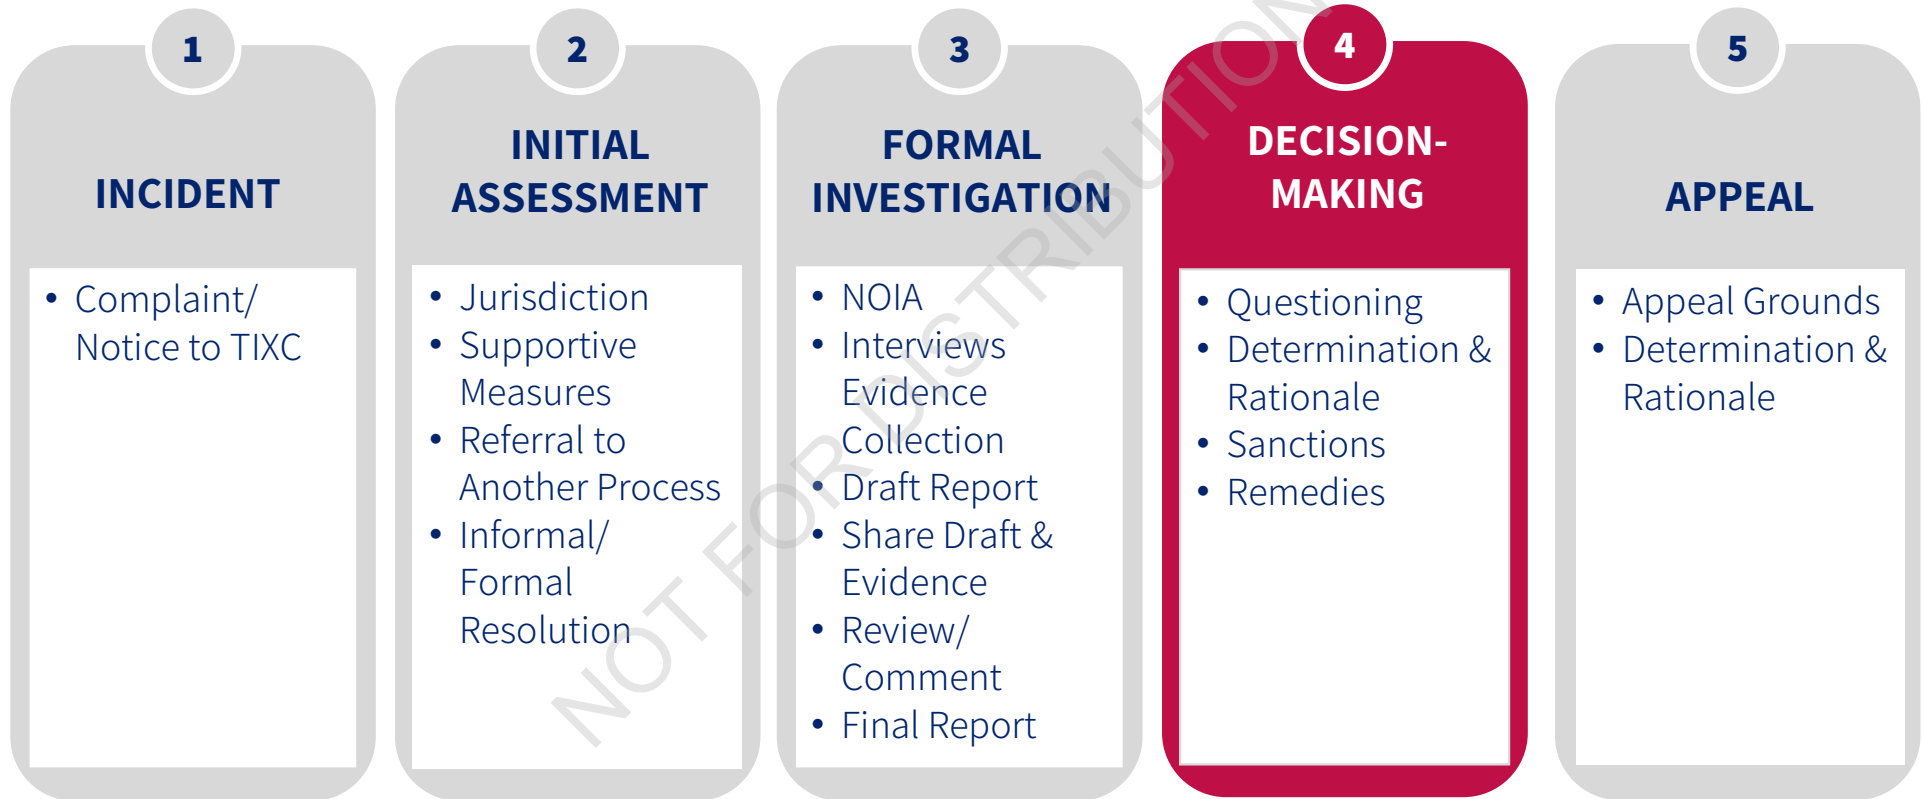 1
INCIDENT
• Complaint/
Notice to TIXC
2
INITIAL
ASSESSMENT
• Jurisdiction
• Supportive
Measures
• Referral to
Another Process
• Informal/
Formal
Resolution
3
FORMAL
INVESTIGATION
• NOIA
• Interviews
Evidence
Collection
• Draft Report
• Share Draft &
Evidence
• Review/
Comment
• Final Report
4
DECISION-
MAKING
• Questioning
• Determination &
Rationale
• Sanctions
• Remedies
5
APPEAL
• Appeal Grounds
• Determination &
Rationale
NOT FOR DISTRIBUTION